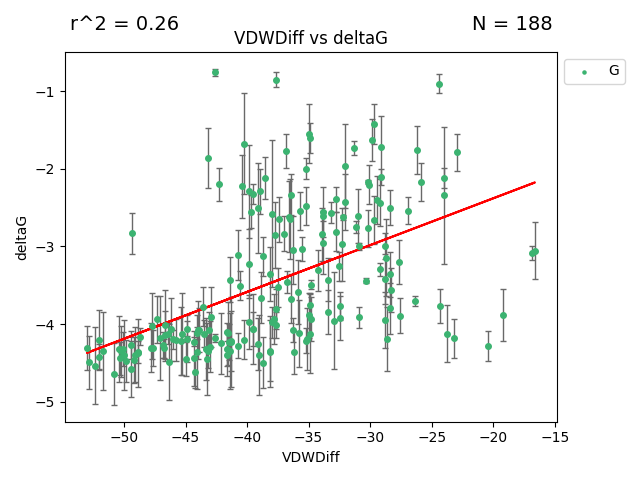 r^2 = 0.26
N = 188
VDWDiff vs deltaG
G
deltaG
−1
−2
−3
−4
−5
−50
−45
−40
−35
−30
−25
−20
−15
VDWDiff